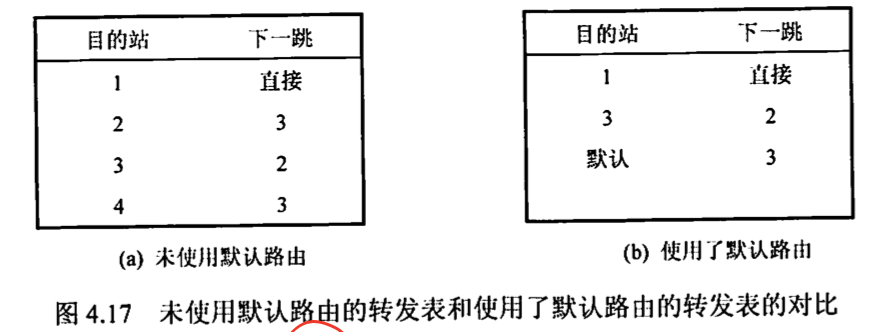 目的站 下一跳
1 直接
2 3
3 2
4 3
(a) 未使用默认路由
目的站 下一跳
1 直接
3 2
默认 3
(b) 使用了默认路由
图 4.17 未使用默认路由的转发表和使用了默认路由的转发表的对比